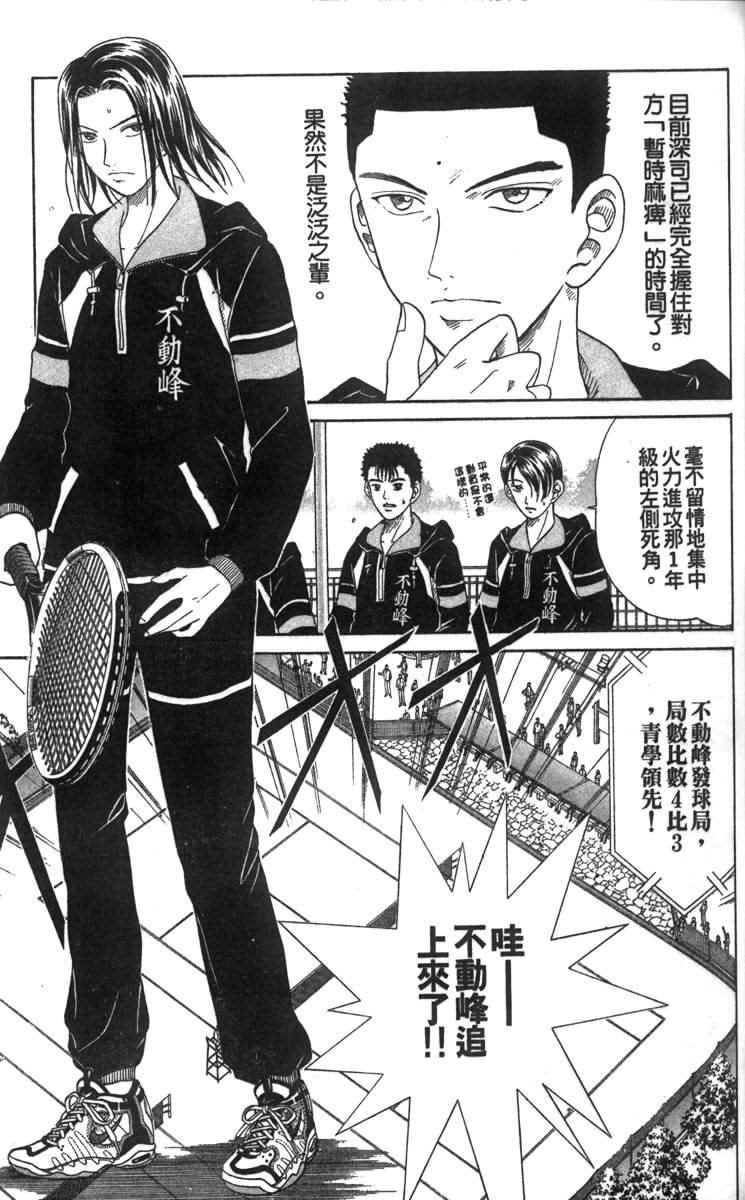 目前深司已經完全握住對
方「暫時麻痺」的時間了。
果然不是泛泛之輩。
不動峰
毫不留情地集中
火力進攻那1年
級的左側死角。
不動峰
不動峰
不動峰發球局，
局數比數4比3
，青學領先！
オオオ
哇—
不動峰追
上來了!!